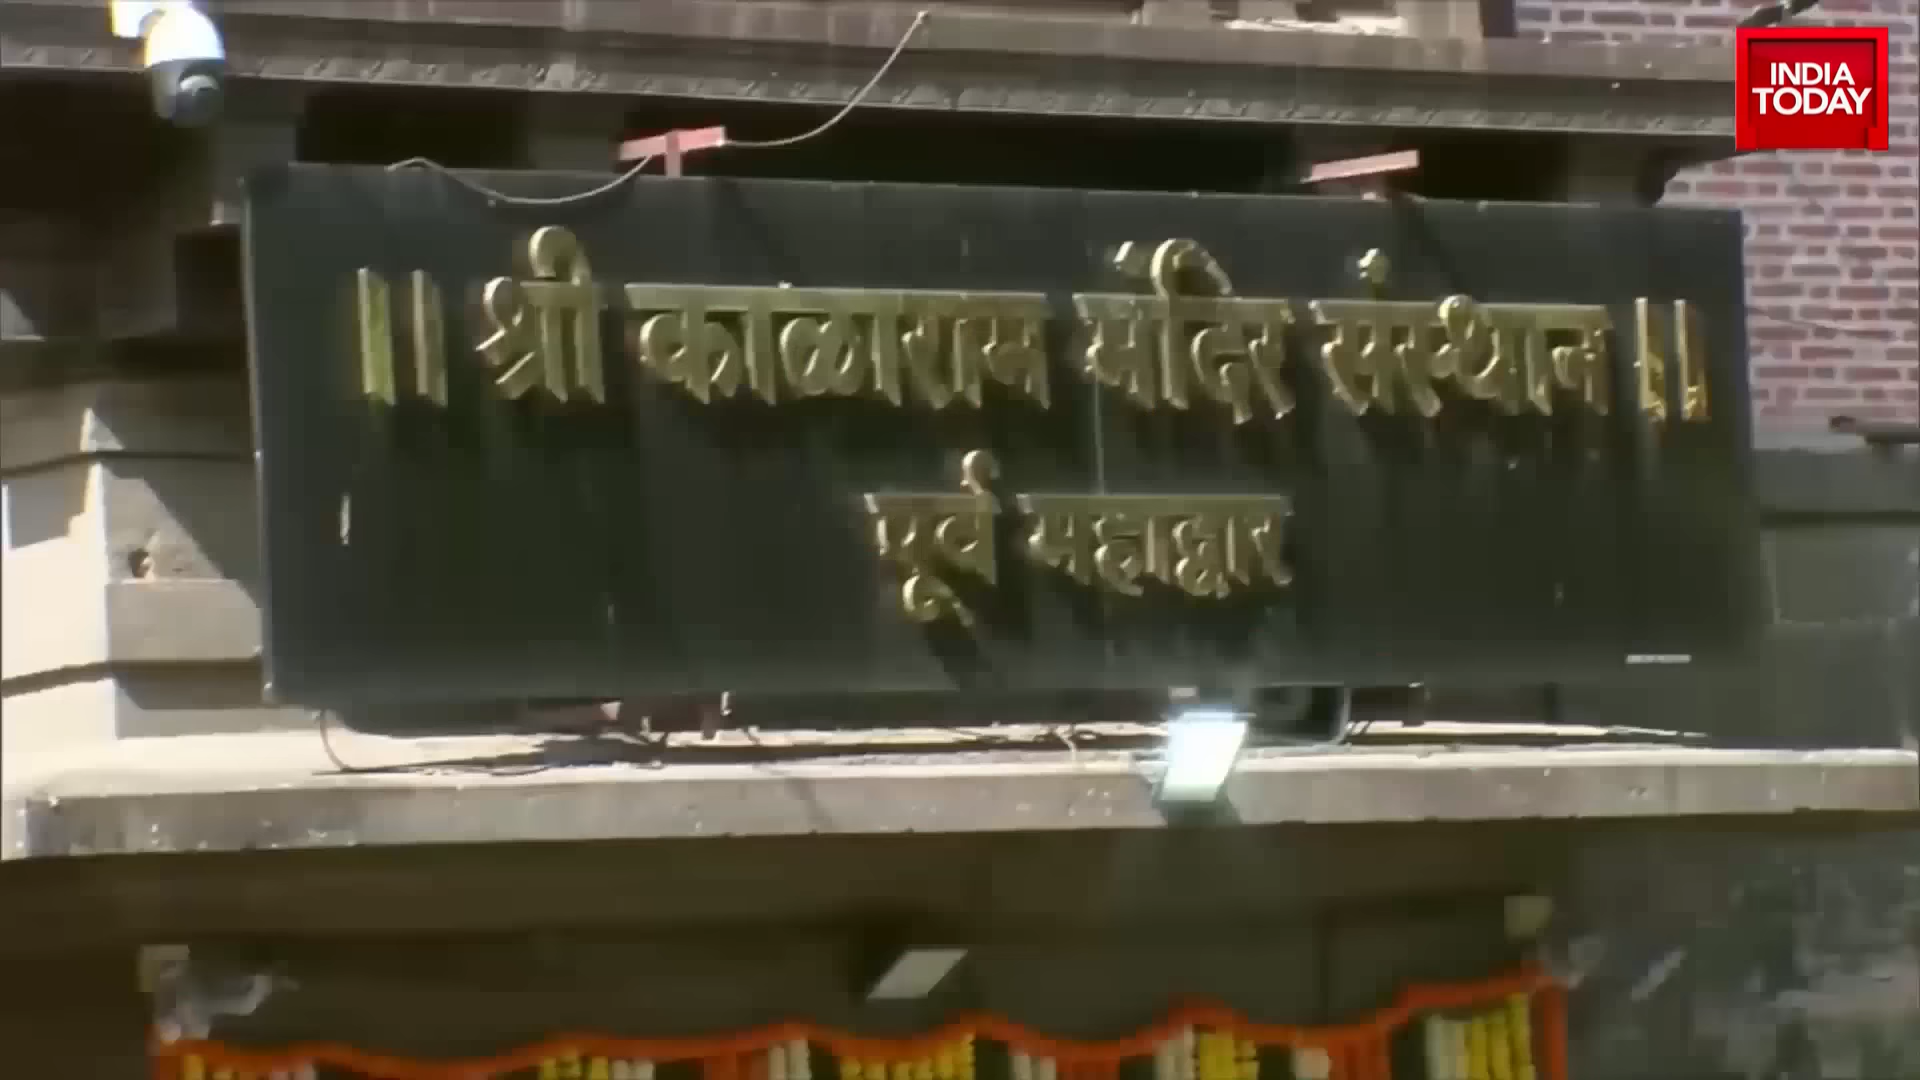 INDIA
TODAY
॥ श्री काळाराम मंदिर संस्थान ॥
पूर्व महाद्वार